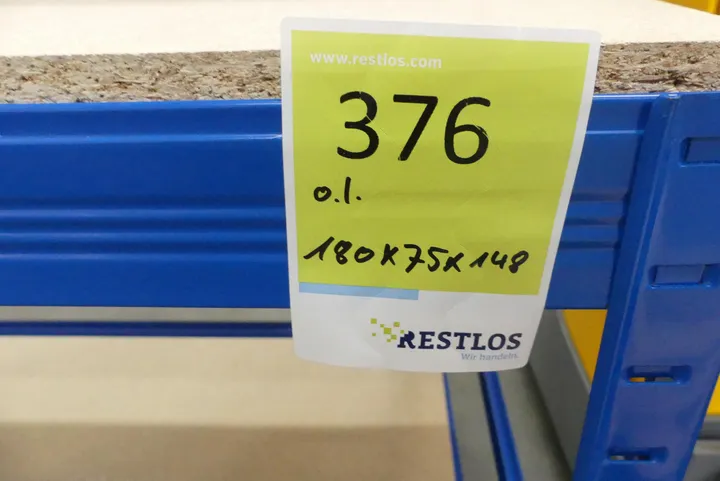 www.restlos.com
376
o.l.
180x75x148
RESTLOS
Wir handeln.